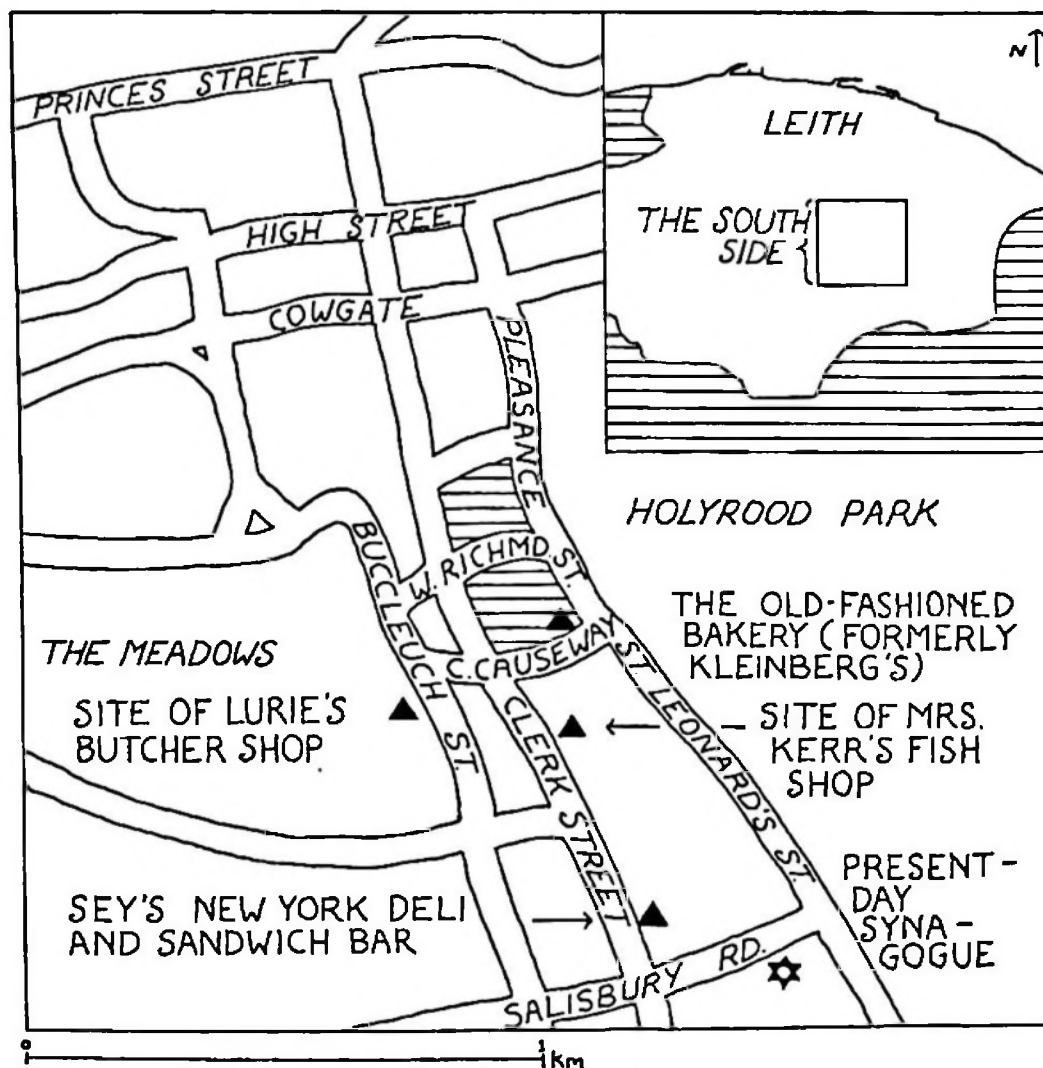 N
LEITH
THE SOUTH
SIDE
PRINCES STREET
HIGH STREET
COWGATE
PLEASANCE
HOLYROOD PARK
BUCCLEUCH ST.
W. RICHMD. ST.
THE OLD-FASHIONED
BAKERY (FORMERLY
KLEINBERG'S)
THE MEADOWS
C. CAUSEWAY
ST. LEONARD'S ST.
CLERK STREET
SITE OF LURIE'S
BUTCHER SHOP
SITE OF MRS.
KERR'S FISH
SHOP
SEY'S NEW YORK DELI
AND SANDWICH BAR
PRESENT-
DAY
SYNA-
GOGUE
SALISBURY RD.
0
1
km